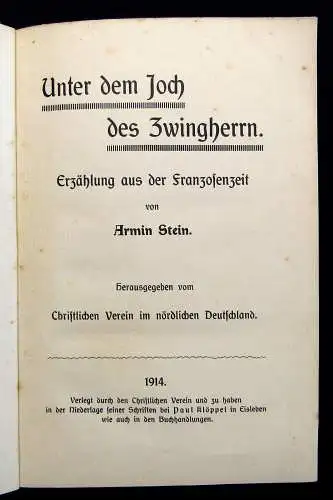 Unter dem Joch
des Zwingherrn.
Erzählung aus der Franzosenzeit
von
Armin Stein.
Herausgegeben vom
Christlichen Verein im nördlichen Deutschland.
1914.
Verlegt durch den Christlichen Verein und zu haben
in der Niederlage seiner Schriften bei Paul Klöppel in Eisleben
wie auch in den Buchhandlungen.